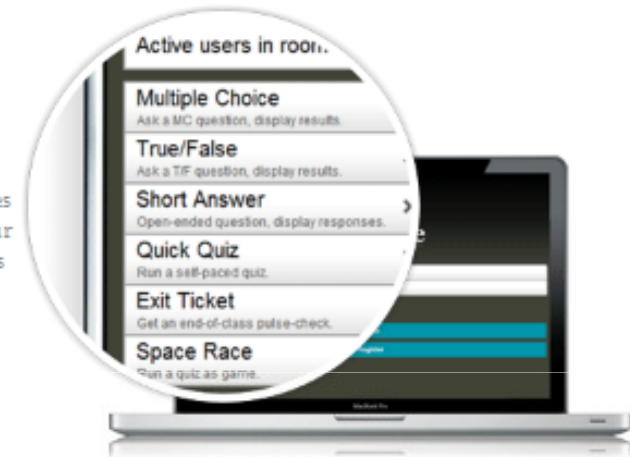 Active users in room.
Multiple Choice
Ask a MC question, display results.
True/False
Ask a T/F question, display results.
Short Answer
Open-ended question, display responses.
Quick Quiz
Run a self-paced quiz.
Exit Ticket
Get an end-of-class pulse-check.
Space Race
Run a quiz as game.
MacBook Pro